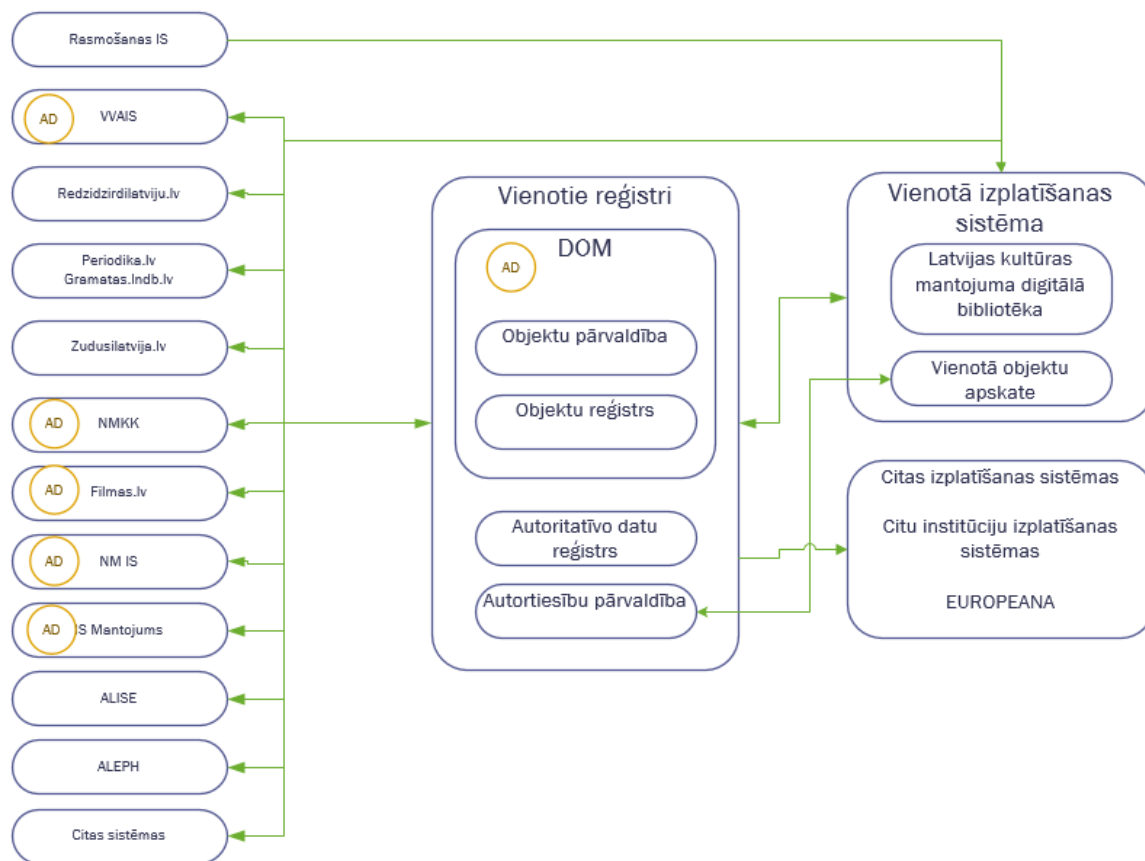 Rasmošanas IS
AD
VVAIS
Redzidzirdilatviju.lv
Periodika.lv
Gramatas.lndb.lv
Zudusilatvija.lv
AD
NMKK
AD
Filmas.lv
AD
NM IS
AD
IS Mantojums
ALISE
ALEPH
Citas sistēmas
Vienotie reģistri
DOM
AD
Objektu pārvaldība
Objektu reģistrs
Autoritatīvo datu
reģistrs
Autortiesību pārvaldība
Vienotā izplatīšanas
sistēma
Latvijas kultūras
mantojuma digitālā
bibliotēka
Vienotā objektu
apskate
Citas izplatīšanas sistēmas
Citu institūciju izplatīšanas
sistēmas
EUROPEANA